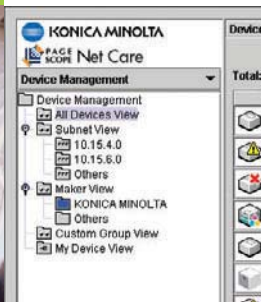 KONICA MINOLTA
PAGE SCOPE Net Care
Device Management
Device Management
All Devices View
Subnet View
10.15.4.0
10.15.6.0
Others
Maker View
KONICA MINOLTA
Others
Custom Group View
My Device View
Device
Total: